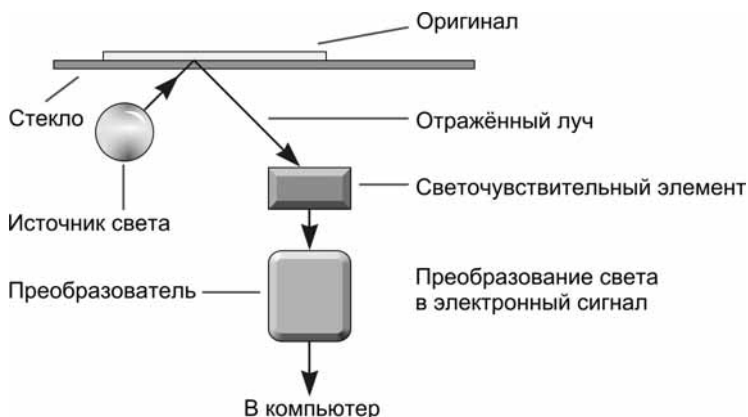 Оригинал
Стекло
Отражённый луч
Светочувствительный элемент
Источник света
Преобразователь
Преобразование света
в электронный сигнал
В компьютер